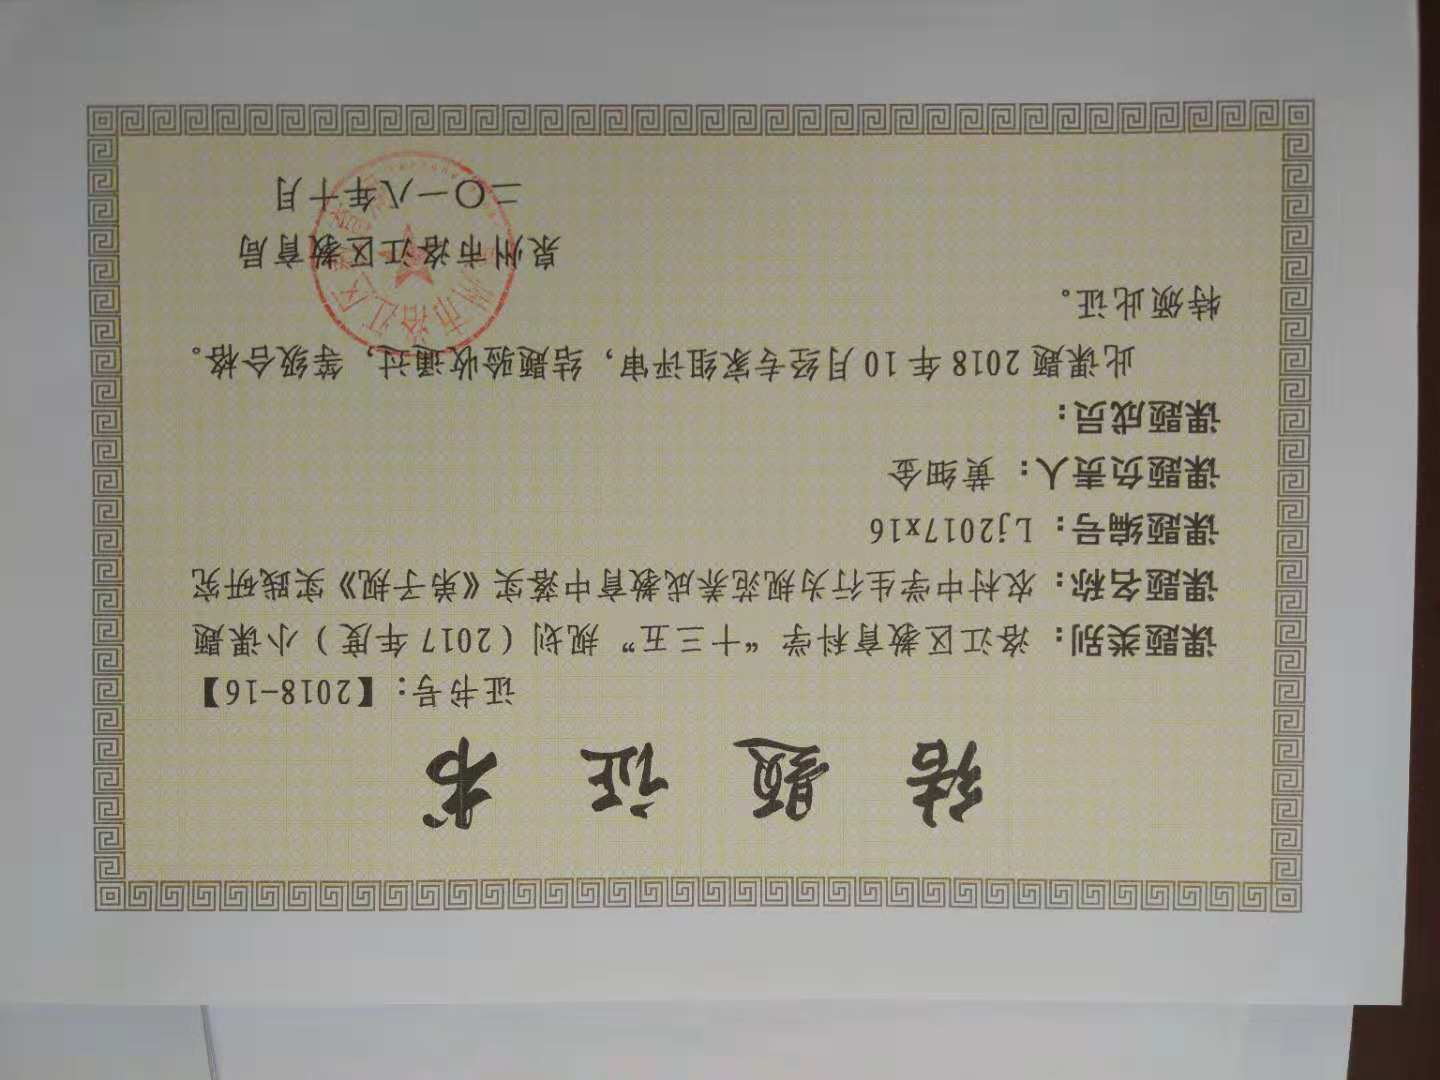 结题证书
证书号：【2018-16】
课题类别：洛江区教育科学“十三五”规划（2017年度）小课题
课题名称：农村中学生行为规范养成教育中落实《弟子规》实践研究
课题编号：Lj2017x16
课题负责人：黄细金
课题成员：
此课题2018年10月经专家组评审，结题验收通过，等级合格。
特颁此证。
泉州市洛江区教育局
二〇一八年十月